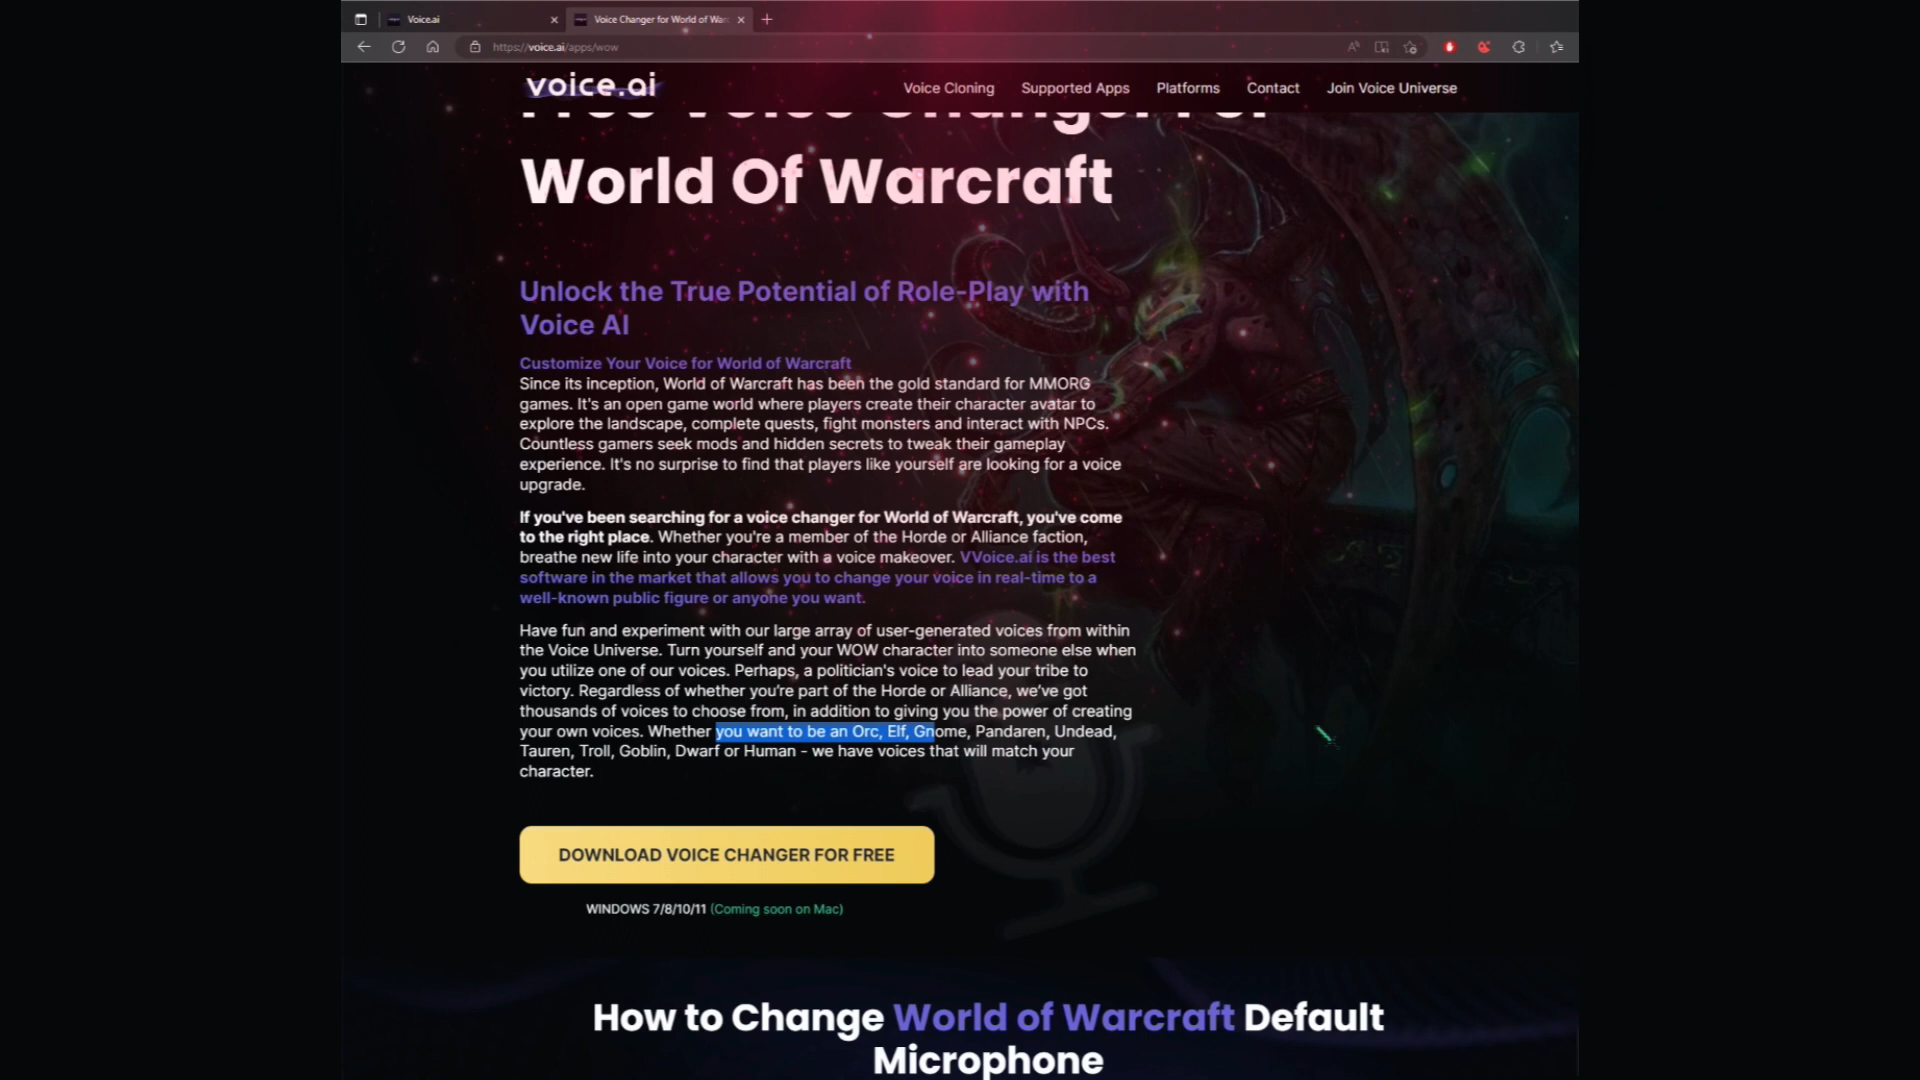 Voice.ai
Voice Changer for World of War
https://voice.ai/apps/wow
voice.ai
Voice Cloning
Supported Apps
Platforms
Contact
Join Voice Universe
Free Voice Changer For
World Of Warcraft
Unlock the True Potential of Role-Play with
Voice AI
Customize Your Voice for World of Warcraft
Since its inception, World of Warcraft has been the gold standard for MMORG
games. It's an open game world where players create their character avatar to
explore the landscape, complete quests, fight monsters and interact with NPCs.
Countless gamers seek mods and hidden secrets to tweak their gameplay
experience. It's no surprise to find that players like yourself are looking for a voice
upgrade.
If you've been searching for a voice changer for World of Warcraft, you've come
to the right place. Whether you're a member of the Horde or Alliance faction,
breathe new life into your character with a voice makeover. VVoice.ai is the best
software in the market that allows you to change your voice in real-time to a
well-known public figure or anyone you want.
Have fun and experiment with our large array of user-generated voices from within
the Voice Universe. Turn yourself and your WOW character into someone else when
you utilize one of our voices. Perhaps, a politician's voice to lead your tribe to
victory. Regardless of whether you're part of the Horde or Alliance, we've got
thousands of voices to choose from, in addition to giving you the power of creating
your own voices. Whether you want to be an Orc, Elf, Gnome, Pandaren, Undead,
Tauren, Troll, Goblin, Dwarf or Human - we have voices that will match your
character.
DOWNLOAD VOICE CHANGER FOR FREE
WINDOWS 7/8/10/11 (Coming soon on Mac)
How to Change World of Warcraft Default
Microphone